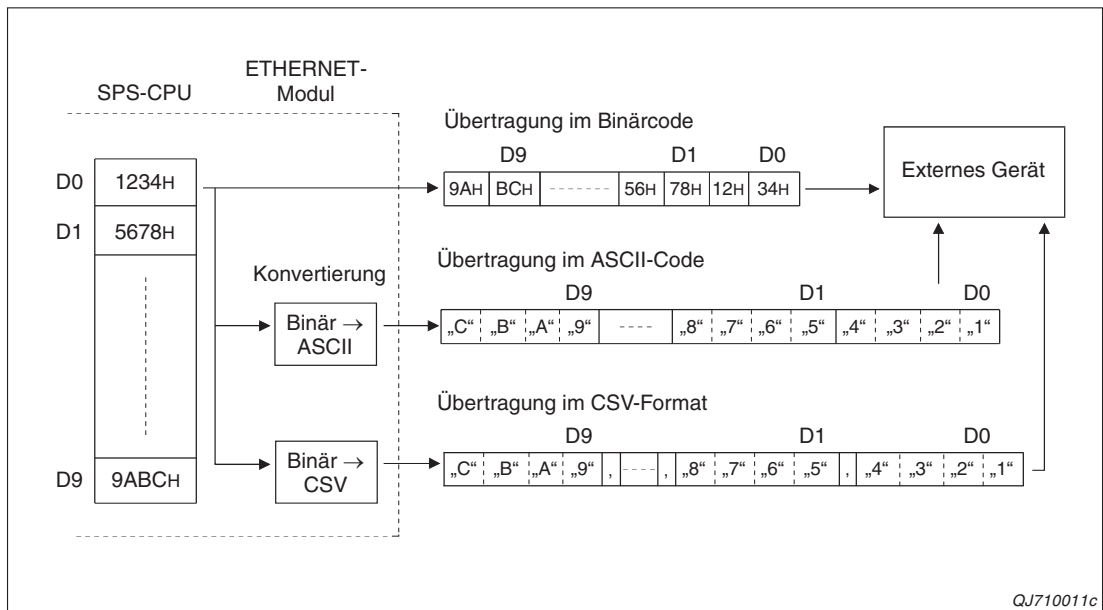 ETHERNET-
Modul
SPS-CPU
D0
1234H
D1
5678H
D9
9ABCH
Konvertierung
Binär →
ASCII
Binär →
CSV
Übertragung im Binärcode
D9 D1 D0
9AH BCH ------- 56H 78H 12H 34H
Externes Gerät
Übertragung im ASCII-Code
D9 D1 D0
„C“ „B“ „A“ „9“ ---- „8“ „7“ „6“ „5“ „4“ „3“ „2“ „1“
Übertragung im CSV-Format
D9 D1 D0
„C“ „B“ „A“ „9“ , ---- , „8“ „7“ „6“ „5“ , „4“ „3“ „2“ „1“
QJ710011c